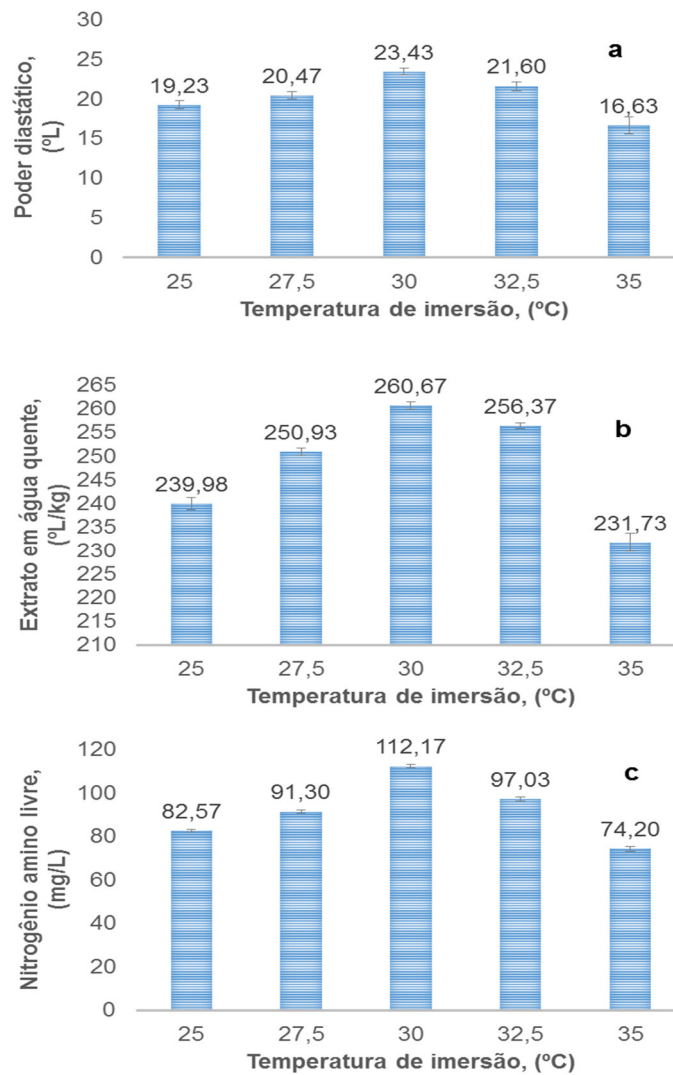 30
25
20
15
10
5
0
Poder diastático,
(ºL)
19,23
20,47
23,43
21,60
16,63
a
25 27,5 30 32,5 35
Temperatura de imersão, (ºC)
265
260
255
250
245
240
235
230
225
220
215
210
Extrato em água quente,
(ºL/kg)
239,98
250,93
260,67
256,37
231,73
b
25 27,5 30 32,5 35
Temperatura de imersão, (ºC)
120
100
80
60
40
20
0
Nitrogênio amino livre,
(mg/L)
82,57
91,30
112,17
97,03
74,20
c
25 27,5 30 32,5 35
Temperatura de imersão, (ºC)